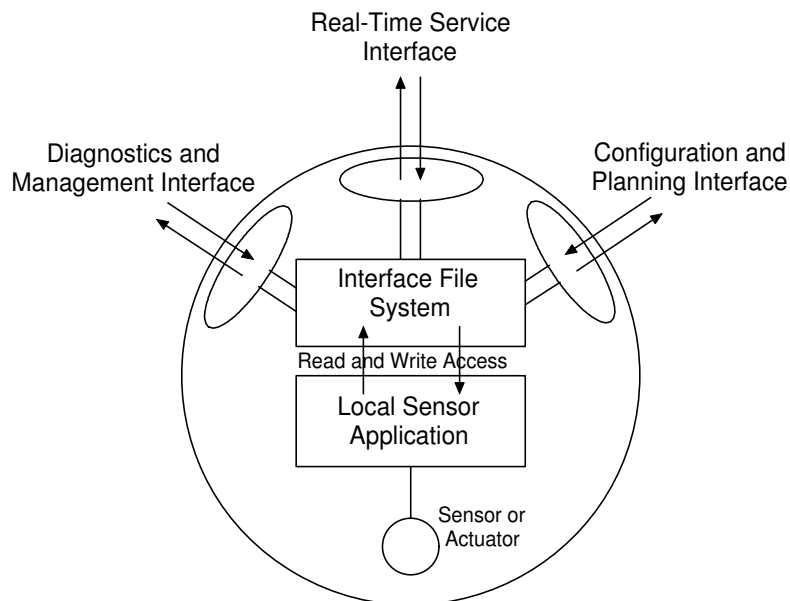 Real-Time Service
Interface
Diagnostics and
Management Interface
Configuration and
Planning Interface
Interface File
System
Read and Write Access
Local Sensor
Application
Sensor or
Actuator